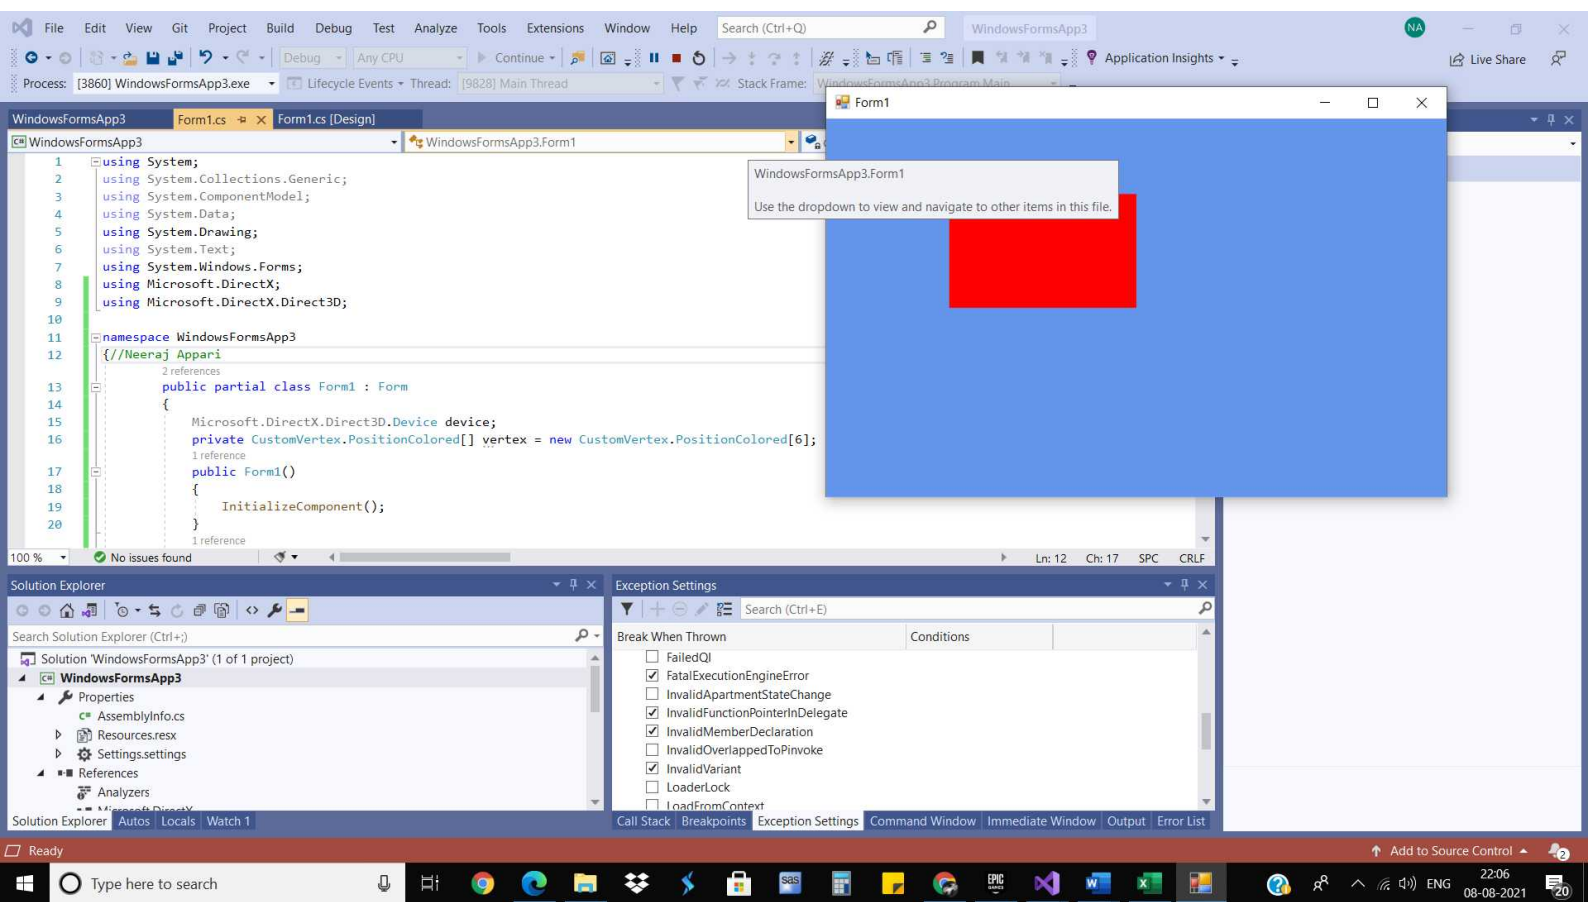 File Edit View Git Project Build Debug Test Analyze Tools Extensions Window Help Search (Ctrl+Q) WindowsFormsApp3 NA
Debug Any CPU Continue Application Insights Live Share
Process: [3860] WindowsFormsApp3.exe Lifecycle Events Thread: [9828] Main Thread Stack Frame: WindowsFormsApp3.Program.Main
Form1
WindowsFormsApp3 Form1.cs Form1.cs [Design]
WindowsFormsApp3 WindowsFormsApp3.Form1
WindowsFormsApp3.Form1
Use the dropdown to view and navigate to other items in this file.
1 using System;
2 using System.Collections.Generic;
3 using System.ComponentModel;
4 using System.Data;
5 using System.Drawing;
6 using System.Text;
7 using System.Windows.Forms;
8 using Microsoft.DirectX;
9 using Microsoft.DirectX.Direct3D;
10
11 namespace WindowsFormsApp3
12 {//Neeraj Appari
2 references
13 public partial class Form1 : Form
14 {
15 Microsoft.DirectX.Direct3D.Device device;
16 private CustomVertex.PositionColored[] vertex = new CustomVertex.PositionColored[6];
1 reference
17 public Form1()
18 {
19 InitializeComponent();
20 }
1 reference
100 % No issues found Ln: 12 Ch: 17 SPC CRLF
Solution Explorer
Search Solution Explorer (Ctrl+;)
Solution 'WindowsFormsApp3' (1 of 1 project)
WindowsFormsApp3
Properties
AssemblyInfo.cs
Resources.resx
Settings.settings
References
Analyzers
Microsoft.DirectX
Solution Explorer Autos Locals Watch 1
Exception Settings
Search (Ctrl+E)
Break When Thrown Conditions
FailedQI
FatalExecutionEngineError
InvalidApartmentStateChange
InvalidFunctionPointerInDelegate
InvalidMemberDeclaration
InvalidOverlappedToPinvoke
InvalidVariant
LoaderLock
LoadFromContext
Call Stack Breakpoints Exception Settings Command Window Immediate Window Output Error List
Ready Add to Source Control 2
Type here to search sas EPIC GAMES ENG 22:06
08-08-2021 20